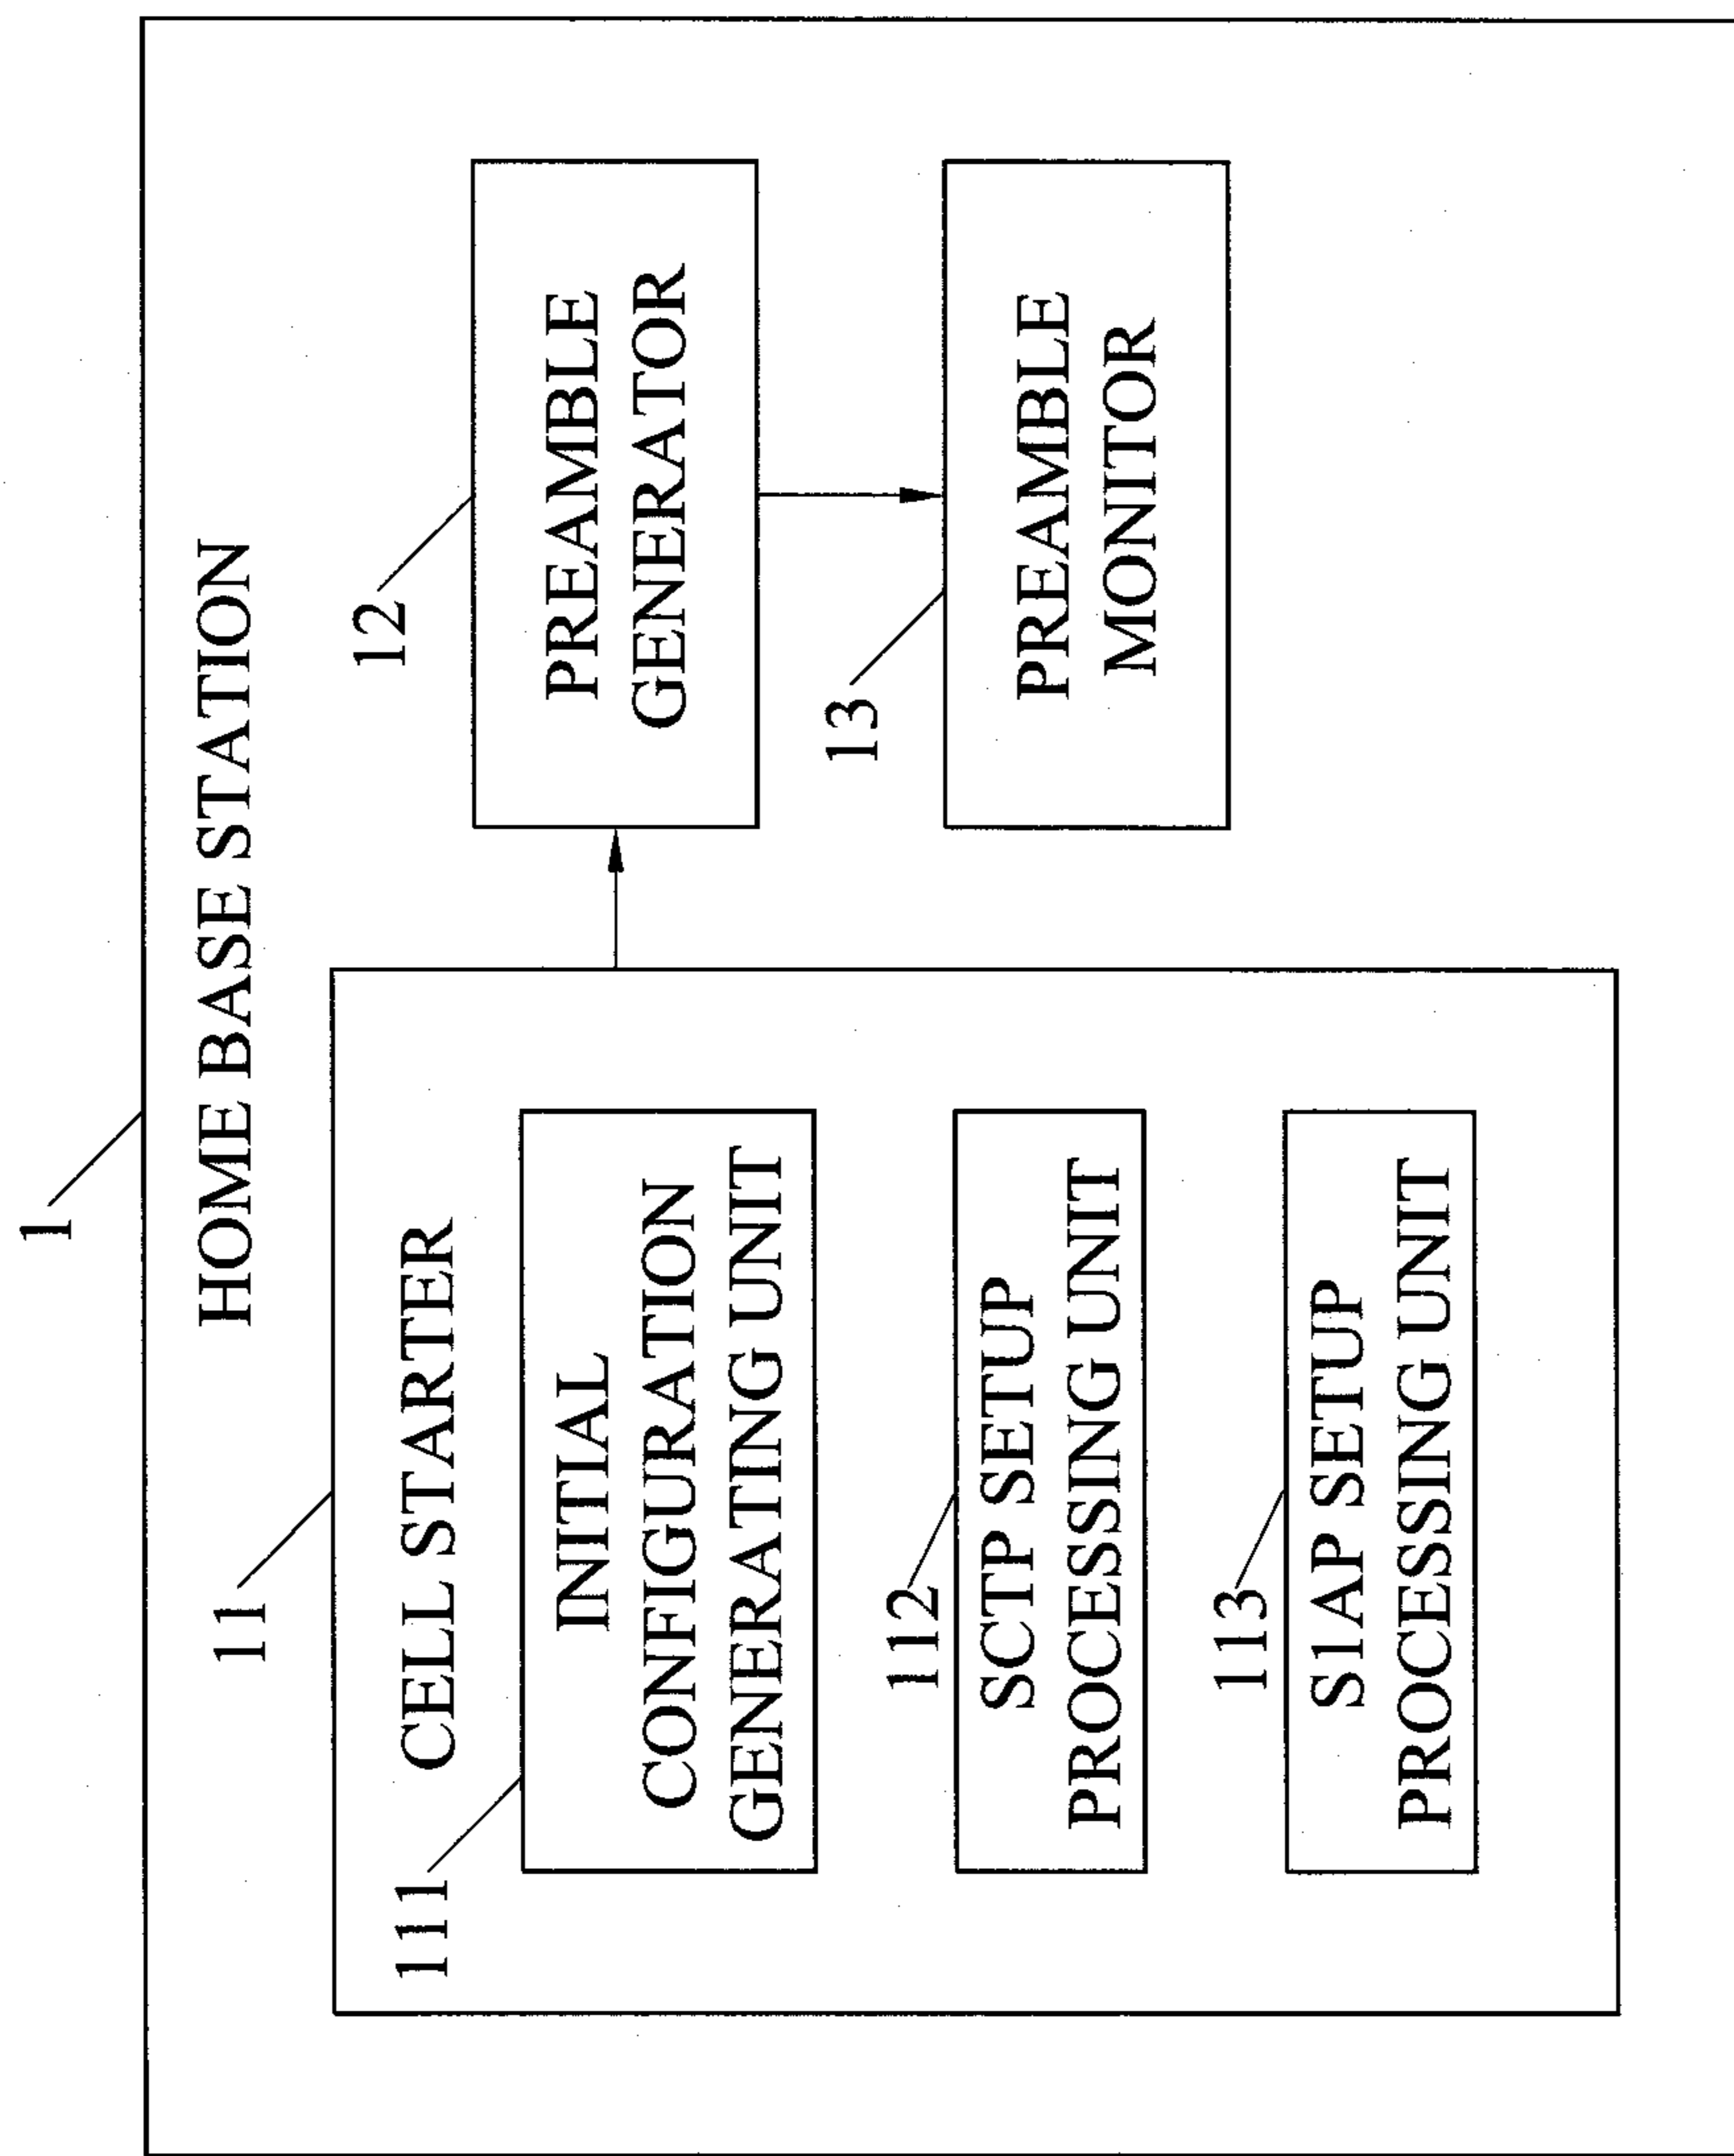 1
HOME BASE STATION
11
CELL STARTER
111
INITIAL
CONFIGURATION
GENERATING UNIT
112
SCTP SETUP
PROCESSING UNIT
113
S1AP SETUP
PROCESSING UNIT
12
PREAMBLE
GENERATOR
13
PREAMBLE
MONITOR